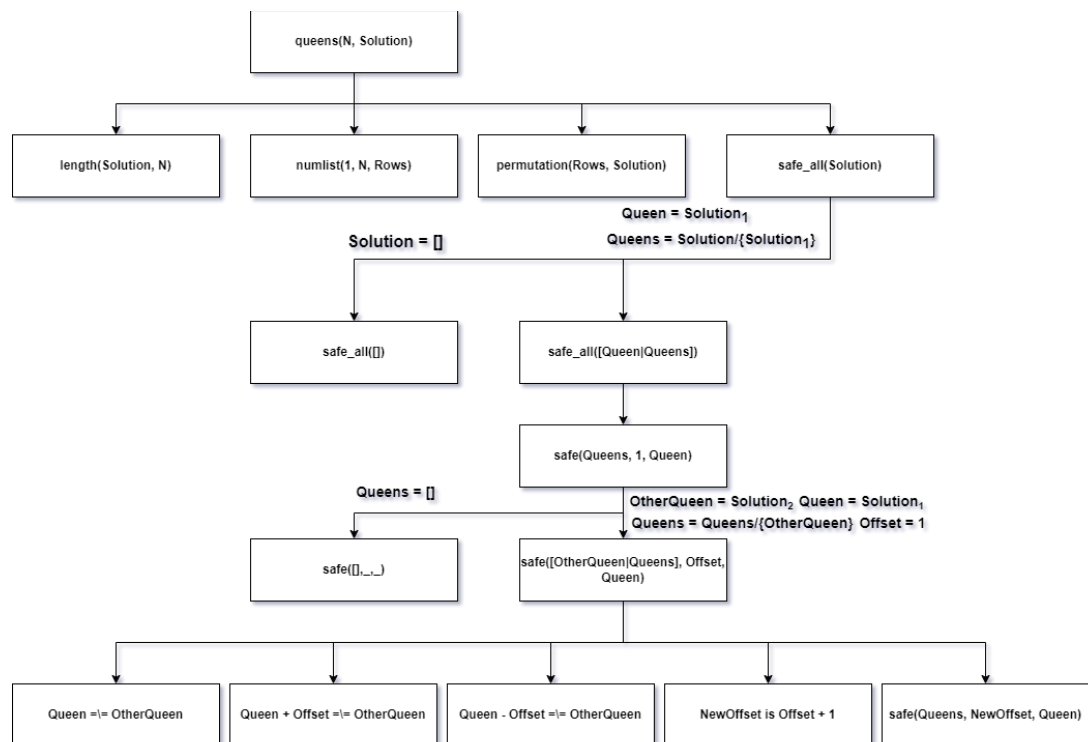 queens(N, Solution)
length(Solution, N)
numlist(1, N, Rows)
permutation(Rows, Solution)
safe_all(Solution)
Queen = Solution₁
Solution = []
Queens = Solution/{Solution₁}
safe_all([])
safe_all([Queen|Queens])
safe(Queens, 1, Queen)
Queens = []
OtherQueen = Solution₂ Queen = Solution₁
Queens = Queens/{OtherQueen} Offset = 1
safe([],_,_)
safe([OtherQueen|Queens], Offset,
Queen)
Queen =\= OtherQueen
Queen + Offset =\= OtherQueen
Queen - Offset =\= OtherQueen
NewOffset is Offset + 1
safe(Queens, NewOffset, Queen)